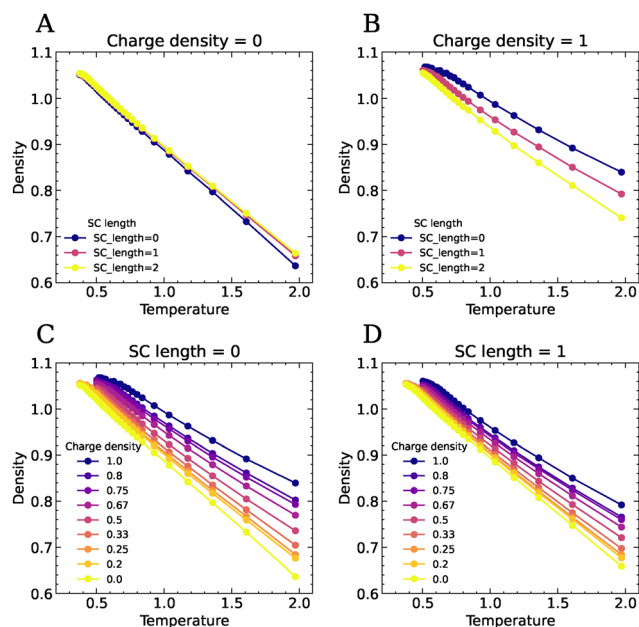 A
Charge density = 0
1.1
1.0
0.9
0.8
0.7
0.6
Density
SC length
SC_length=0
SC_length=1
SC_length=2
0.5 1.0 1.5 2.0
Temperature
B
Charge density = 1
1.1
1.0
0.9
0.8
0.7
0.6
Density
SC length
SC_length=0
SC_length=1
SC_length=2
0.5 1.0 1.5 2.0
Temperature
C
SC length = 0
1.1
1.0
0.9
0.8
0.7
0.6
Density
Charge density
1.0
0.8
0.75
0.67
0.5
0.33
0.25
0.2
0.0
0.5 1.0 1.5 2.0
Temperature
D
SC length = 1
1.1
1.0
0.9
0.8
0.7
0.6
Density
Charge density
1.0
0.8
0.75
0.67
0.5
0.33
0.25
0.2
0.0
0.5 1.0 1.5 2.0
Temperature